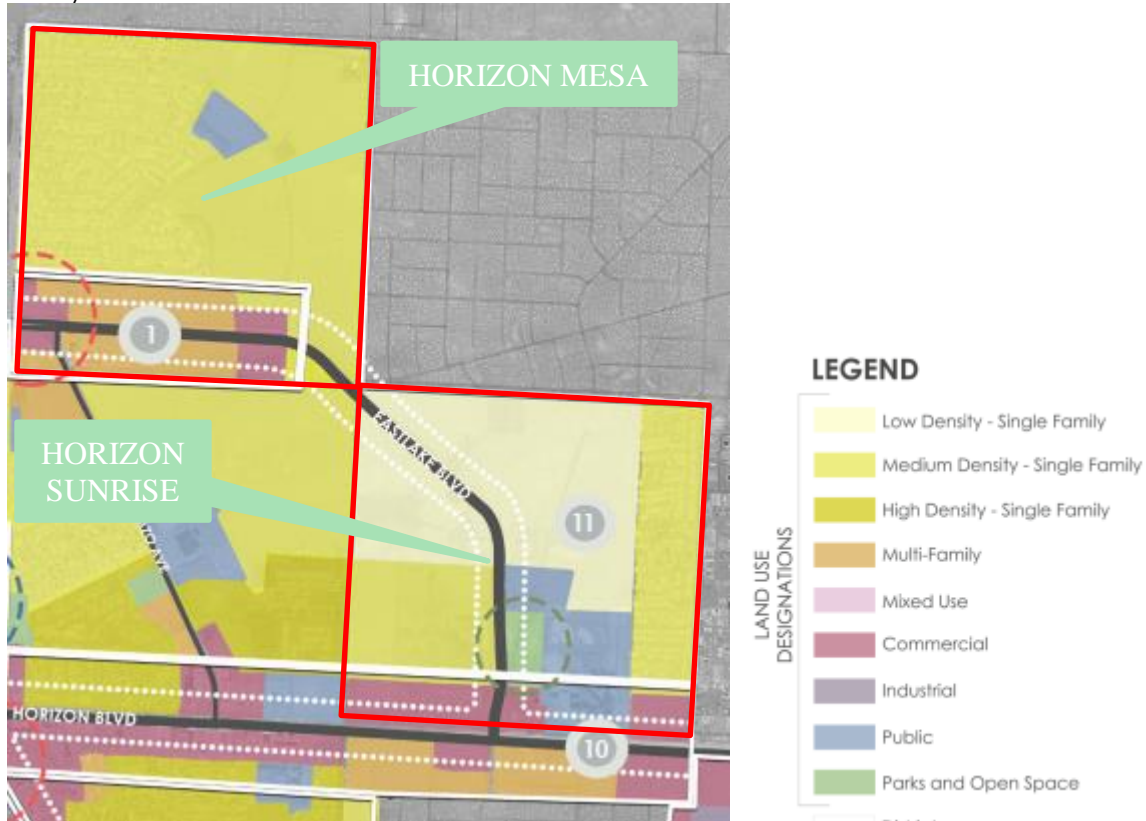 HORIZON MESA
1
EASTLAKE BLVD
HORIZON
SUNRISE
11
HORIZON BLVD
10
LEGEND
LAND USE
DESIGNATIONS
Low Density - Single Family
Medium Density - Single Family
High Density - Single Family
Multi-Family
Mixed Use
Commercial
Industrial
Public
Parks and Open Space